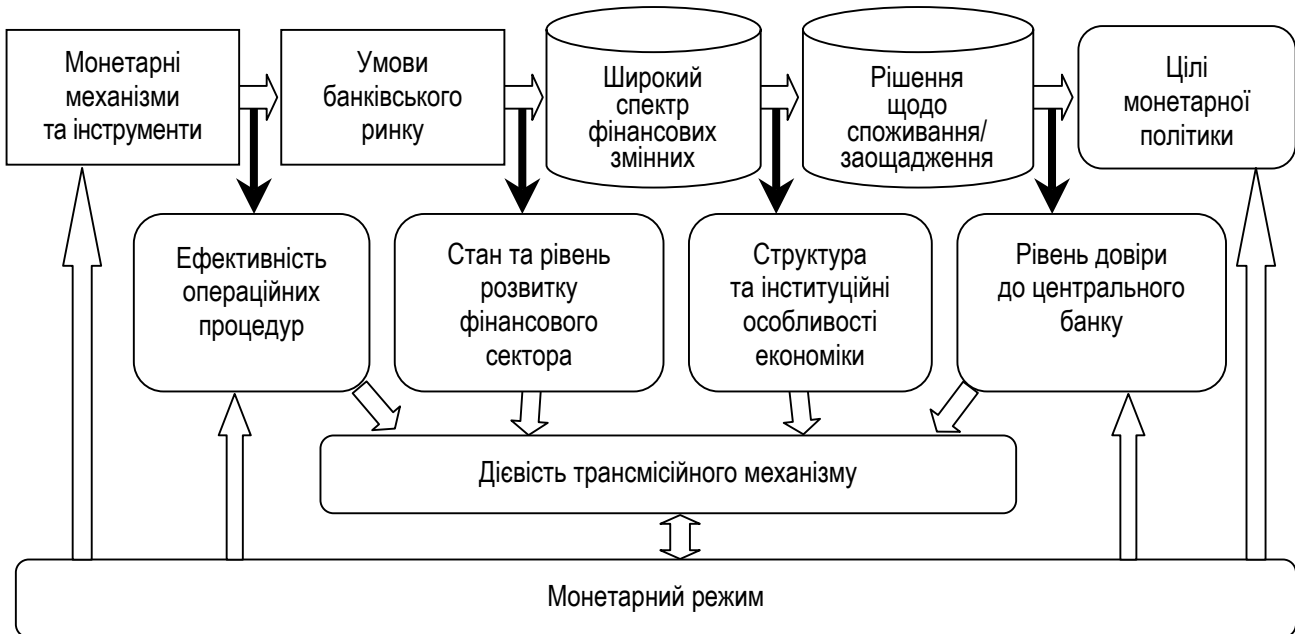 Монетарні
механізми
та інструменти
Умови
банківського
ринку
Широкий
спектр
фінансових
змінних
Рішення
щодо
споживання/
заощадження
Цілі
монетарної
політики
Ефективність
операційних
процедур
Стан та рівень
розвитку
фінансового
сектора
Структура
та інституційні
особливості
економіки
Рівень довіри
до центрального
банку
Дієвість трансмісійного механізму
Монетарний режим